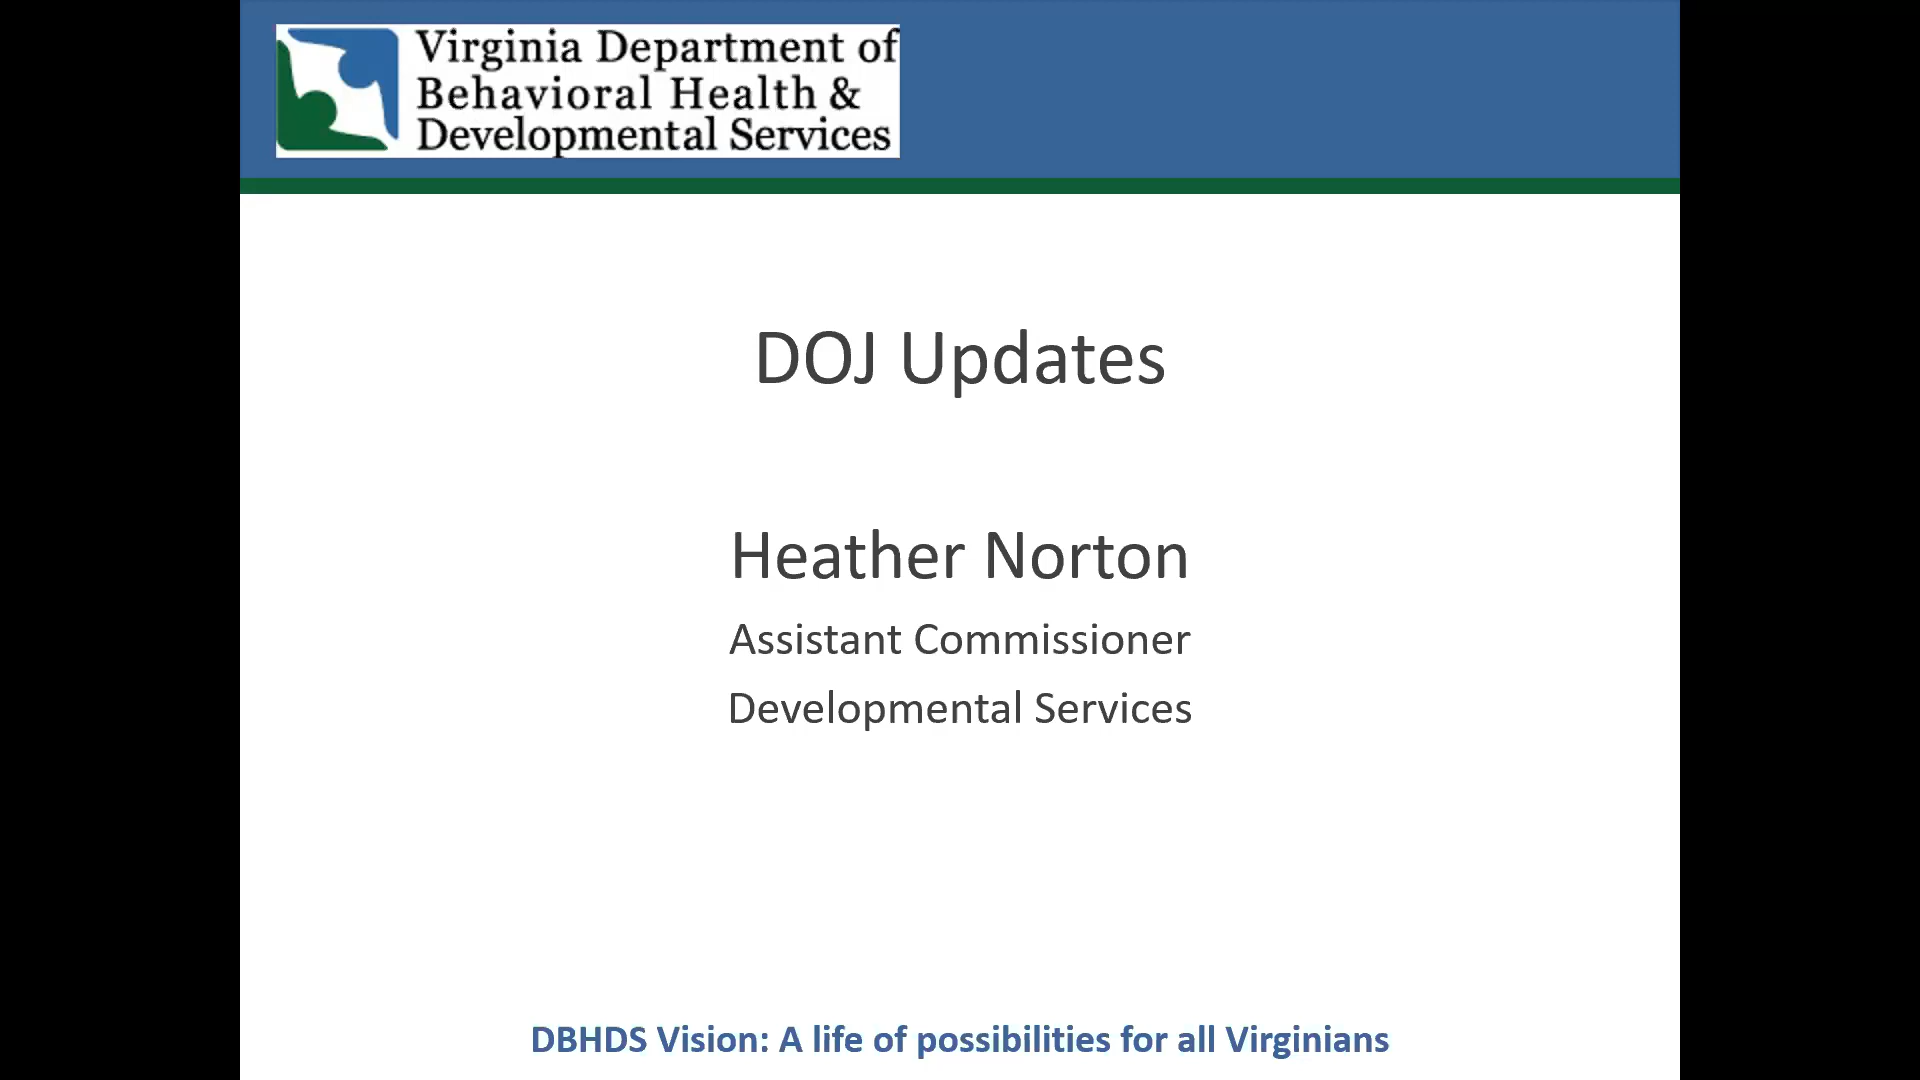 Virginia Department of
Behavioral Health &
Developmental Services
DOJ Updates
Heather Norton
Assistant Commissioner
Developmental Services
DBHDS Vision: A life of possibilities for all Virginians